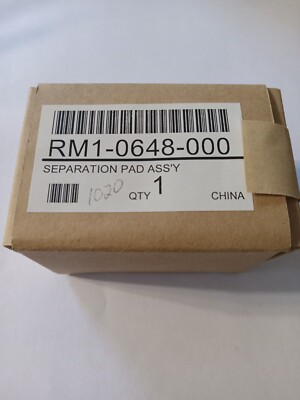 RM1-0648-000
SEPARATION PAD ASS'Y
1020 QTY 1 CHINA